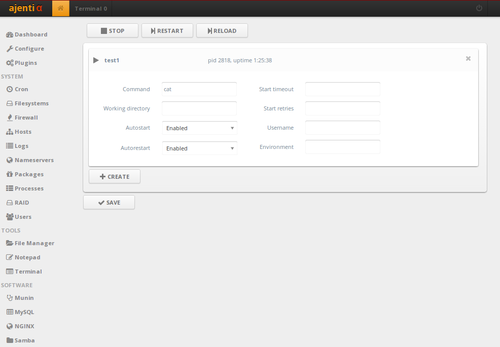 ajenti α
Terminal 0
Dashboard
Configure
Plugins
SYSTEM
Cron
Filesystems
Firewall
Hosts
Logs
Nameservers
Packages
Processes
RAID
Users
TOOLS
File Manager
Notepad
Terminal
SOFTWARE
Munin
MySQL
NGINX
Samba
STOP
RESTART
RELOAD
test1
pid 2818, uptime 1:25:38
Command
cat
Start timeout
Working directory
Start retries
Autostart
Enabled
Username
Autorestart
Enabled
Environment
CREATE
SAVE